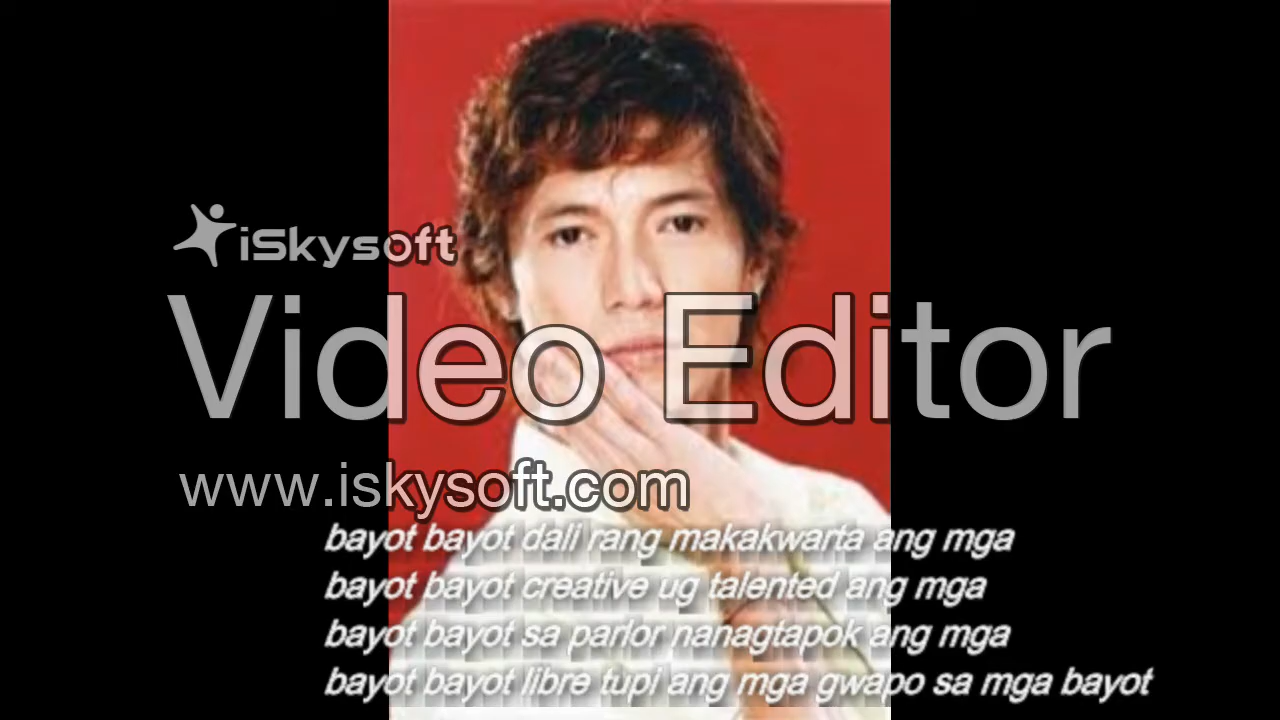 iSkysoft
Video Editor
www.iskysoft.com
bayot bayot dali rang makakwarta ang mga
bayot bayot creative ug talented ang mga
bayot bayot sa parlor nanagtapok ang mga
bayot bayot libre tupi ang mga gwapo sa mga bayot